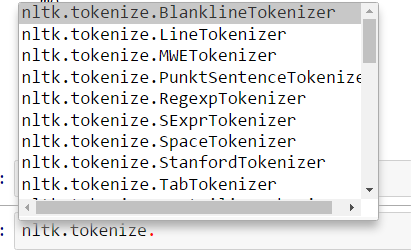 nltk.tokenize.BlanklineTokenizer
nltk.tokenize.LineTokenizer
nltk.tokenize.MWETokenizer
nltk.tokenize.PunktSentenceTokenize
nltk.tokenize.RegexpTokenizer
nltk.tokenize.SExprTokenizer
nltk.tokenize.SpaceTokenizer
nltk.tokenize.StanfordTokenizer
nltk.tokenize.TabTokenizer
:
: nltk.tokenize.